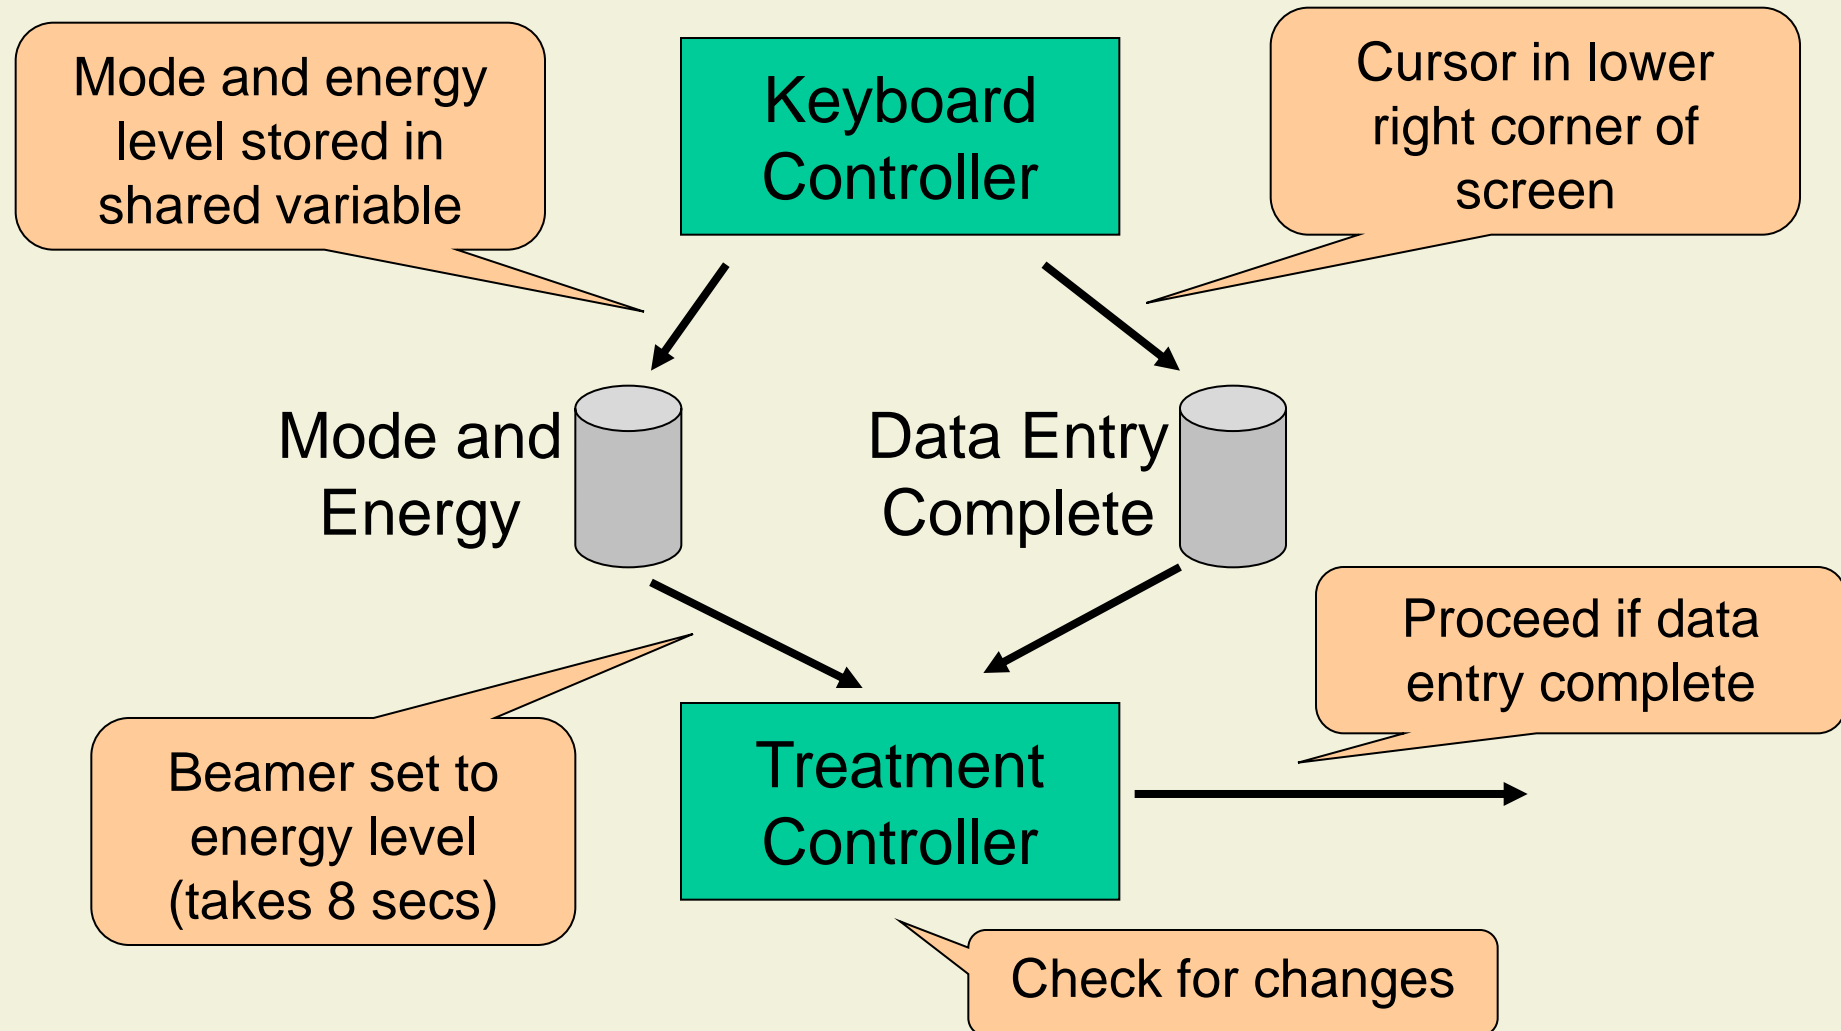 Mode and energy
level stored in
shared variable
Keyboard
Controller
Cursor in lower
right corner of
screen
Mode and
Energy
Data Entry
Complete
Proceed if data
entry complete
Beamer set to
energy level
(takes 8 secs)
Treatment
Controller
Check for changes